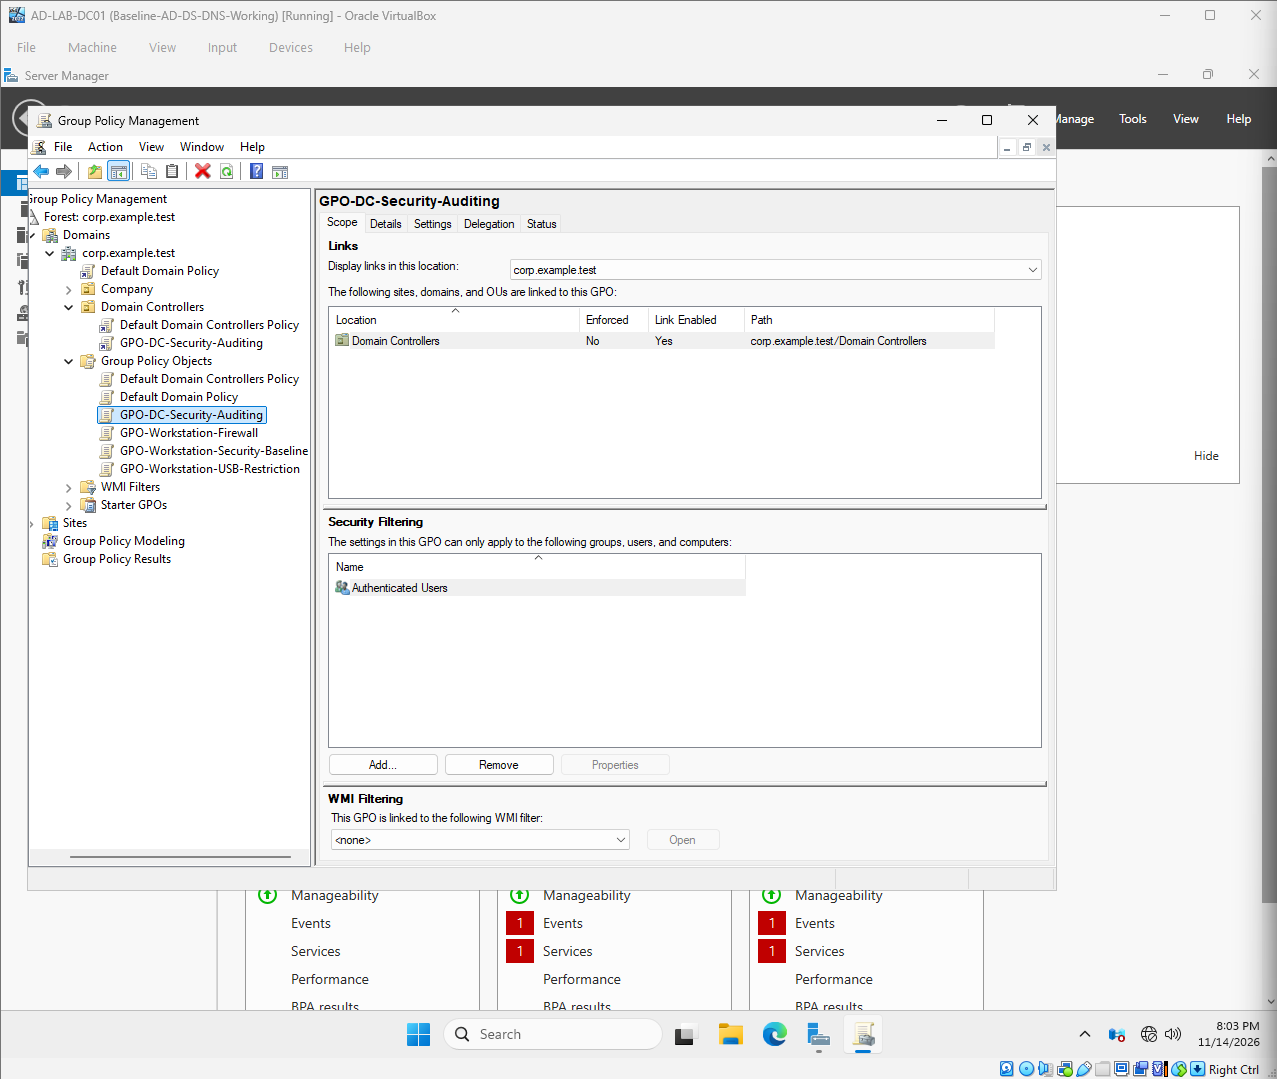 AD-LAB-DC01 (Baseline-AD-DS-DNS-Working) [Running] - Oracle VirtualBox
File Machine View Input Devices Help
Server Manager
Manage Tools View Help
Group Policy Management
File Action View Window Help
Group Policy Management
Forest: corp.example.test
Domains
corp.example.test
Default Domain Policy
Company
Domain Controllers
Default Domain Controllers Policy
GPO-DC-Security-Auditing
Group Policy Objects
Default Domain Controllers Policy
Default Domain Policy
GPO-DC-Security-Auditing
GPO-Workstation-Firewall
GPO-Workstation-Security-Baseline
GPO-Workstation-USB-Restriction
WMI Filters
Starter GPOs
Sites
Group Policy Modeling
Group Policy Results
GPO-DC-Security-Auditing
Scope Details Settings Delegation Status
Links
Display links in this location: corp.example.test
The following sites, domains, and OUs are linked to this GPO:
Location Enforced Link Enabled Path
Domain Controllers No Yes corp.example.test/Domain Controllers
Security Filtering
The settings in this GPO can only apply to the following groups, users, and computers:
Name
Authenticated Users
Add... Remove Properties
WMI Filtering
This GPO is linked to the following WMI filter:
<none> Open
Hide
Manageability Manageability Manageability
Events 1 Events 1 Events
Services 1 Services 1 Services
Performance Performance Performance
BPA results BPA results BPA results
Search
8:03 PM
11/14/2026
Right Ctrl